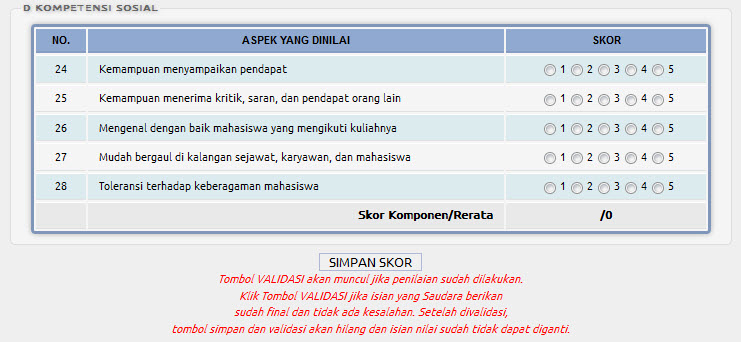 D KOMPETENSI SOSIAL
NO. ASPEK YANG DINILAI SKOR
24 Kemampuan menyampaikan pendapat 1 2 3 4 5
25 Kemampuan menerima kritik, saran, dan pendapat orang lain 1 2 3 4 5
26 Mengenal dengan baik mahasiswa yang mengikuti kuliahnya 1 2 3 4 5
27 Mudah bergaul di kalangan sejawat, karyawan, dan mahasiswa 1 2 3 4 5
28 Toleransi terhadap keberagaman mahasiswa 1 2 3 4 5
Skor Komponen/Rerata /0
SIMPAN SKOR
Tombol VALIDASI akan muncul jika penilaian sudah dilakukan.
Klik Tombol VALIDASI jika isian yang Saudara berikan
sudah final dan tidak ada kesalahan. Setelah divalidasi,
tombol simpan dan validasi akan hilang dan isian nilai sudah tidak dapat diganti.